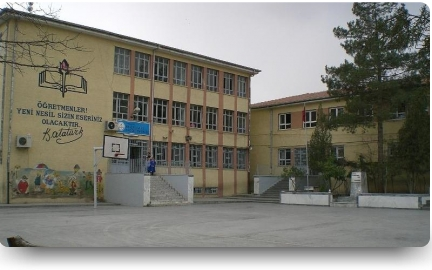 ÖĞRETMENLER!
YENİ NESİL SİZİN ESERİNİZ
OLACAKTIR.
K.Atatürk